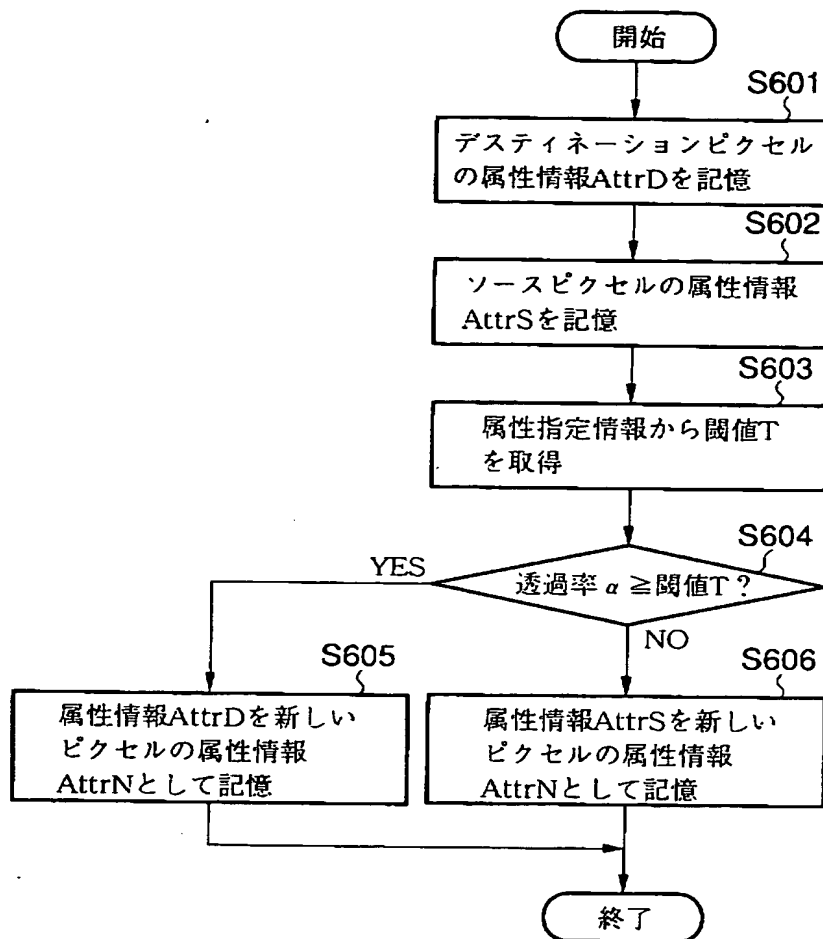 開始
S601
デスティネーションピクセル
の属性情報AttrDを記憶
S602
ソースピクセルの属性情報
AttrSを記憶
S603
属性指定情報から閾値T
を取得
S604
透過率α≧閾値T?
YES
NO
S605
属性情報AttrDを新しい
ピクセルの属性情報
AttrNとして記憶
S606
属性情報AttrSを新しい
ピクセルの属性情報
AttrNとして記憶
終了